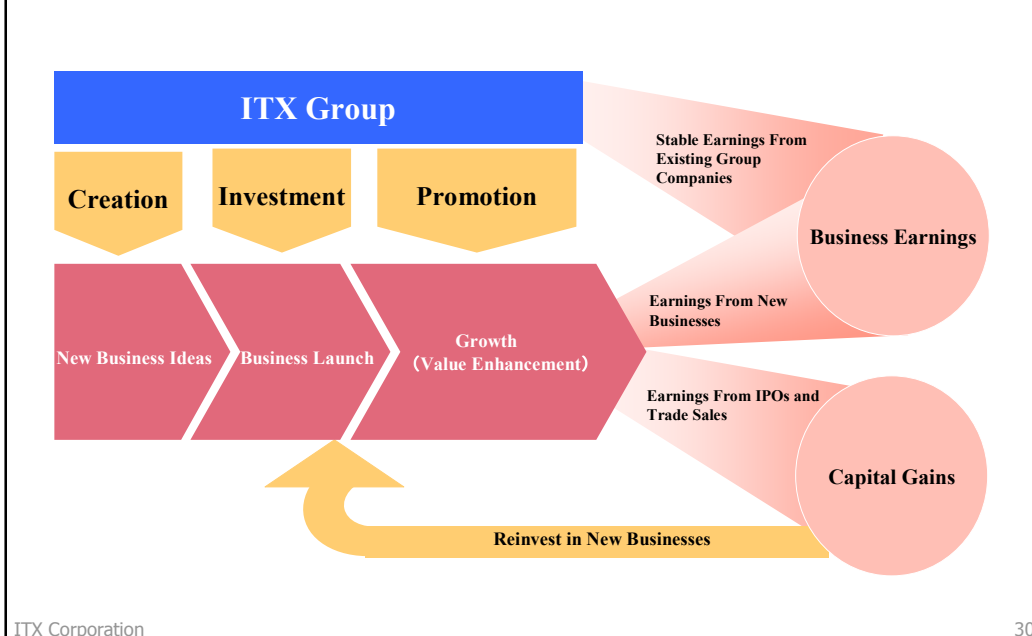 ITX Group
Creation
Investment
Promotion
Stable Earnings From
Existing Group
Companies
Business Earnings
New Business Ideas
Business Launch
Growth
（Value Enhancement）
Earnings From New
Businesses
Earnings From IPOs and
Trade Sales
Capital Gains
Reinvest in New Businesses
ITX Corporation
30